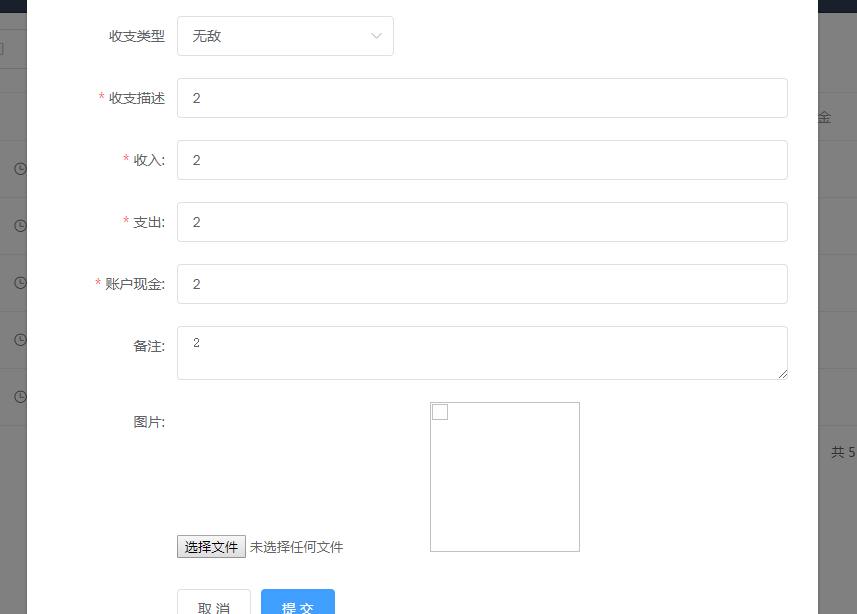 收支类型 无敌
* 收支描述 2
金
* 收入: 2
* 支出: 2
* 账户现金: 2
备注: 2
图片:
共 5
选择文件 未选择任何文件
取 消 提 交